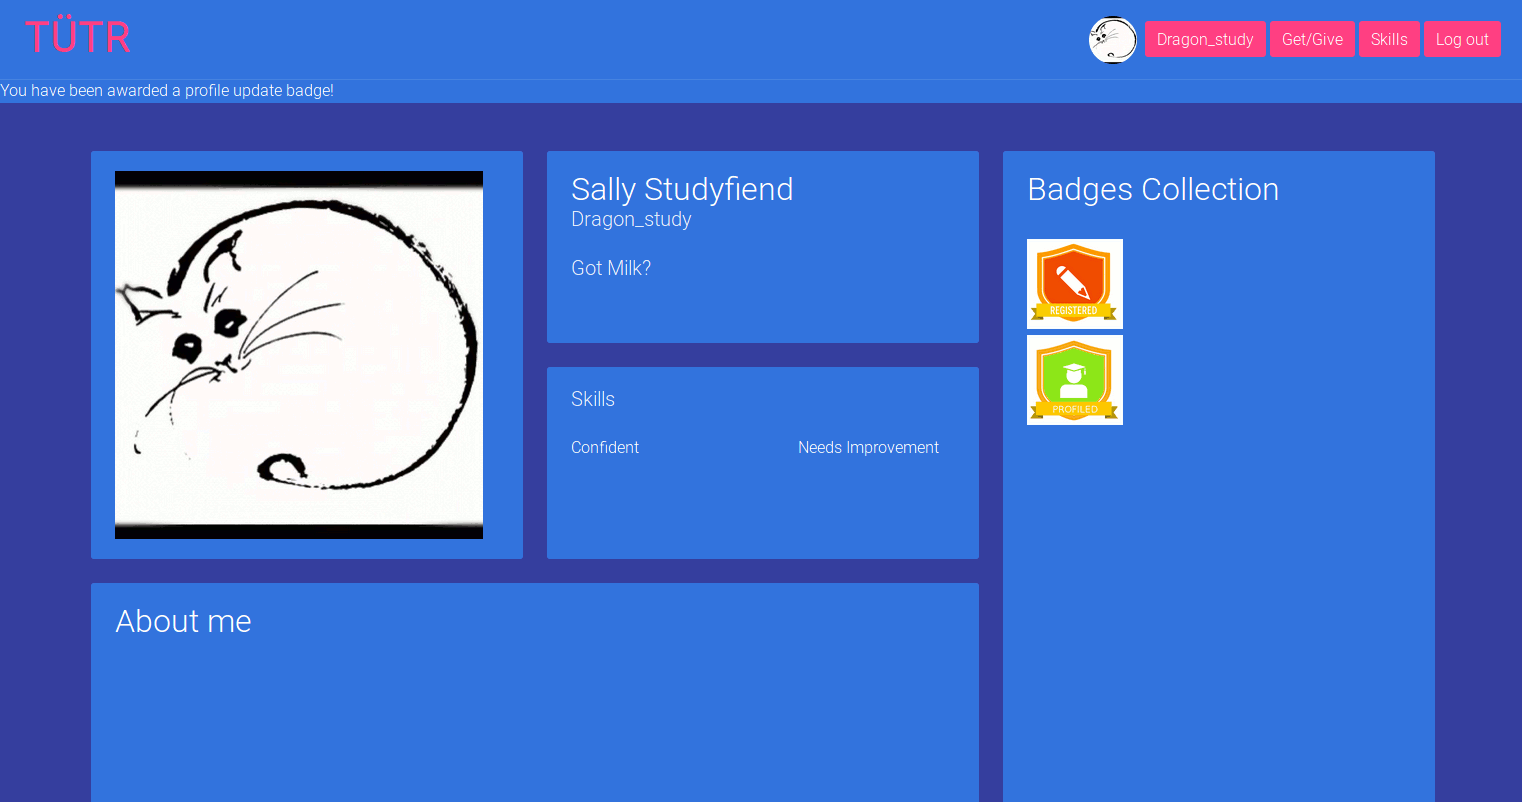 TÜTR
Dragon_study
Get/Give
Skills
Log out
You have been awarded a profile update badge!
Sally Studyfiend
Dragon_study
Got Milk?
Skills
Confident
Needs Improvement
Badges Collection
REGISTERED
PROFILED
About me